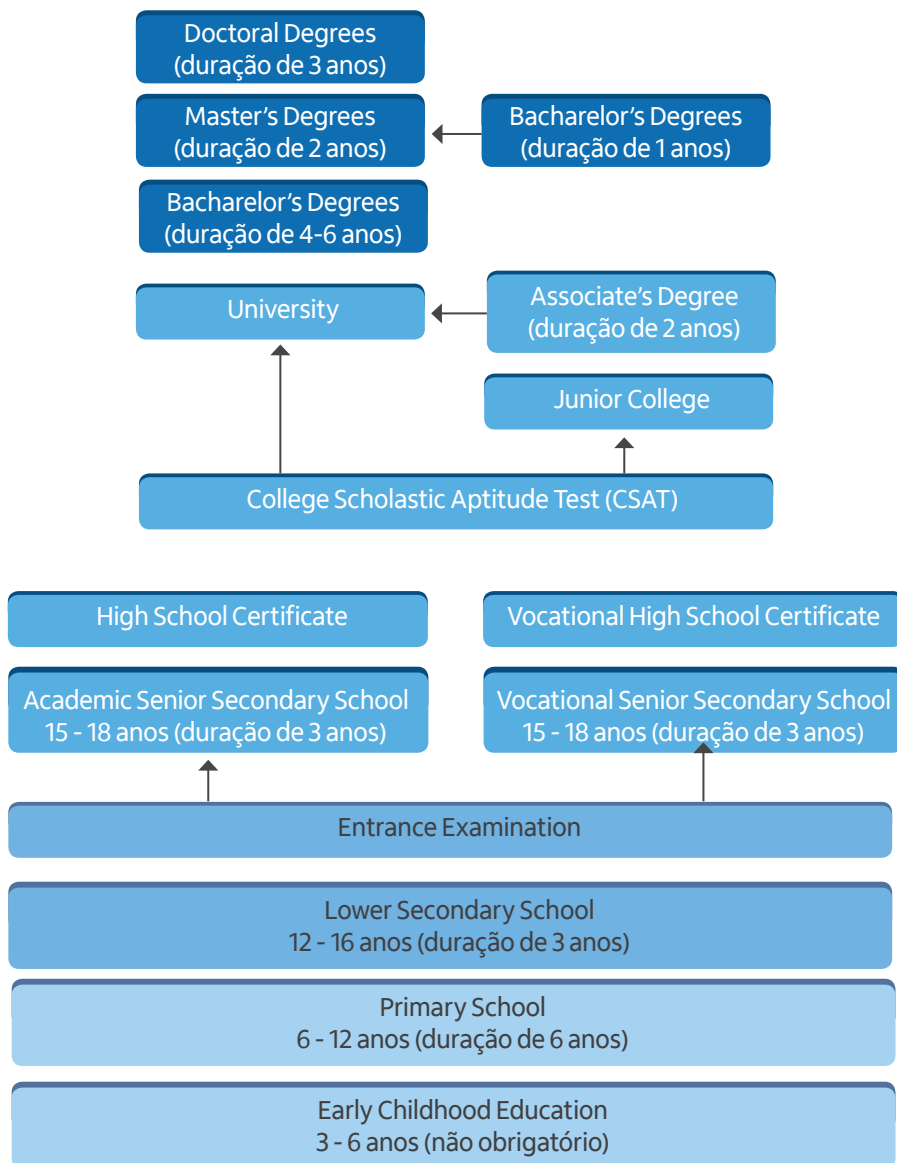 Doctoral Degrees
(duração de 3 anos)
Master's Degrees
(duração de 2 anos)
Bacharelor's Degrees
(duração de 1 anos)
Bacharelor's Degrees
(duração de 4-6 anos)
University
Associate's Degree
(duração de 2 anos)
Junior College
College Scholastic Aptitude Test (CSAT)
High School Certificate
Vocational High School Certificate
Academic Senior Secondary School
15 - 18 anos (duração de 3 anos)
Vocational Senior Secondary School
15 - 18 anos (duração de 3 anos)
Entrance Examination
Lower Secondary School
12 - 16 anos (duração de 3 anos)
Primary School
6 - 12 anos (duração de 6 anos)
Early Childhood Education
3 - 6 anos (não obrigatório)